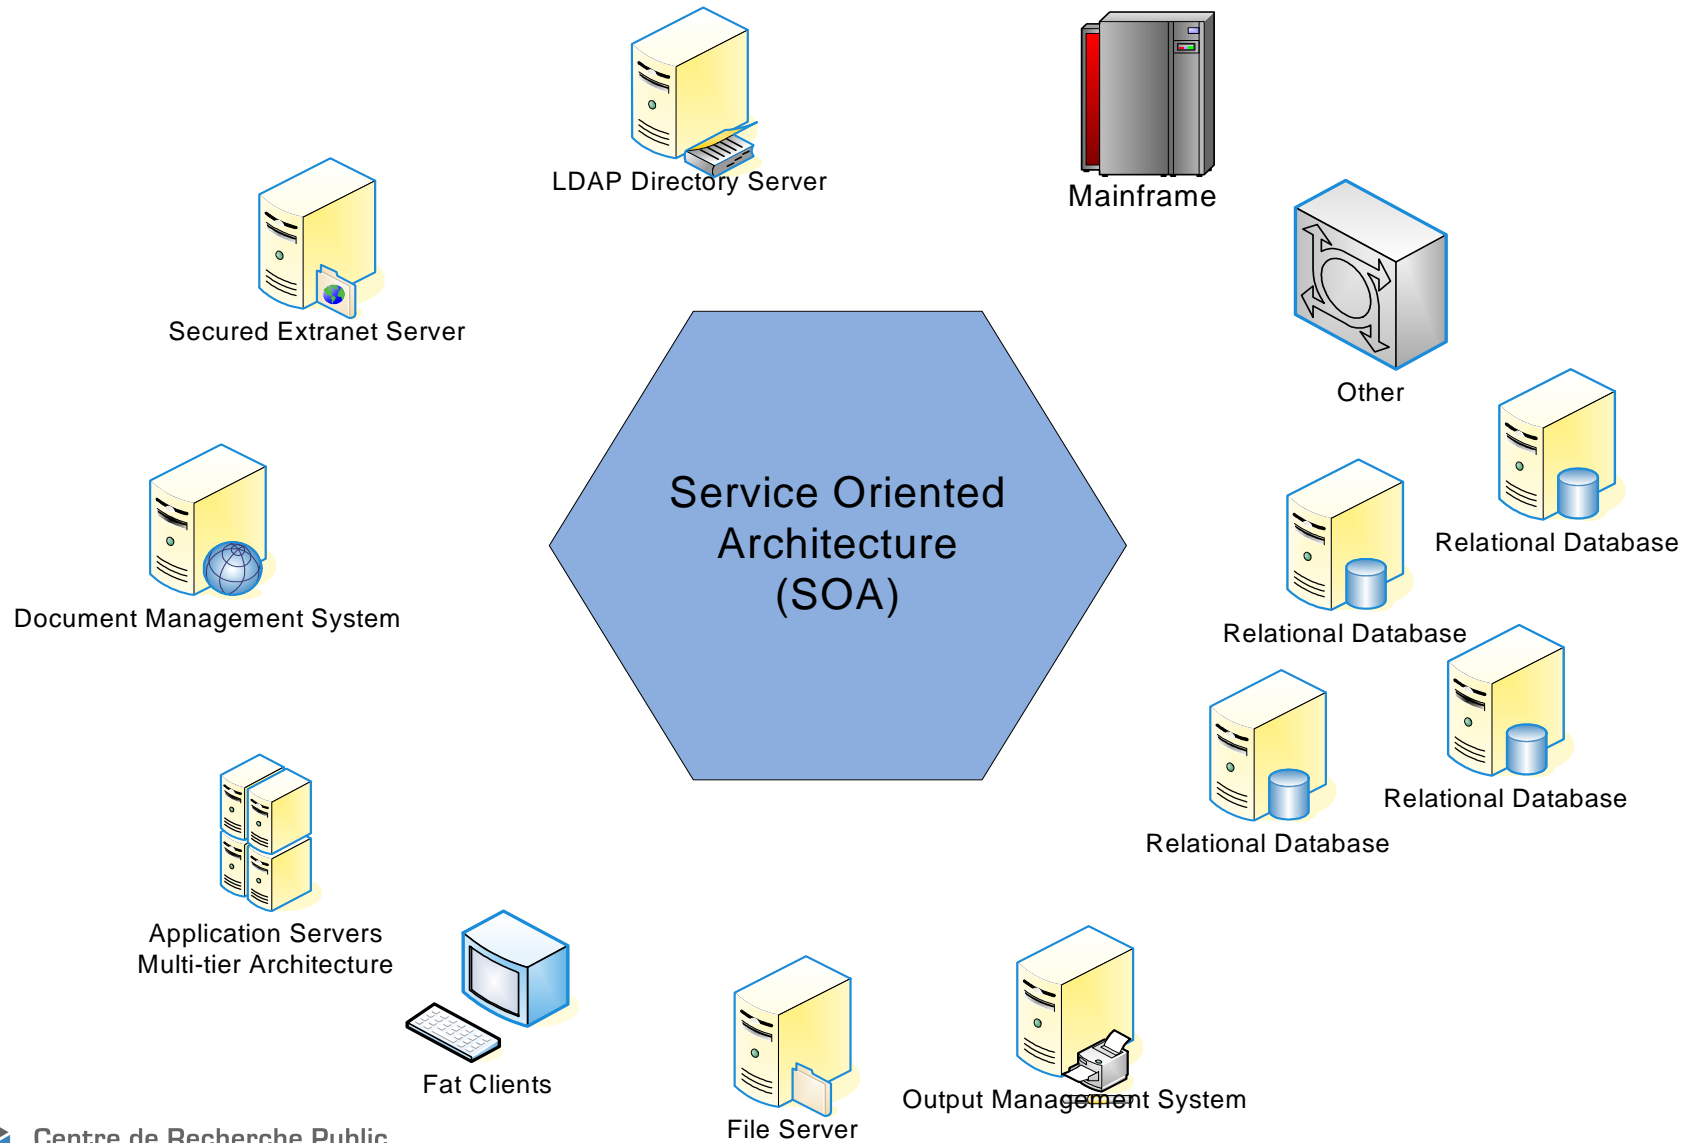 LDAP Directory Server
Mainframe
Secured Extranet Server
Other
Service Oriented
Architecture
(SOA)
Relational Database
Document Management System
Relational Database
Relational Database
Relational Database
Application Servers
Multi-tier Architecture
Fat Clients
Output Management System
File Server
Centre de Recherche Public